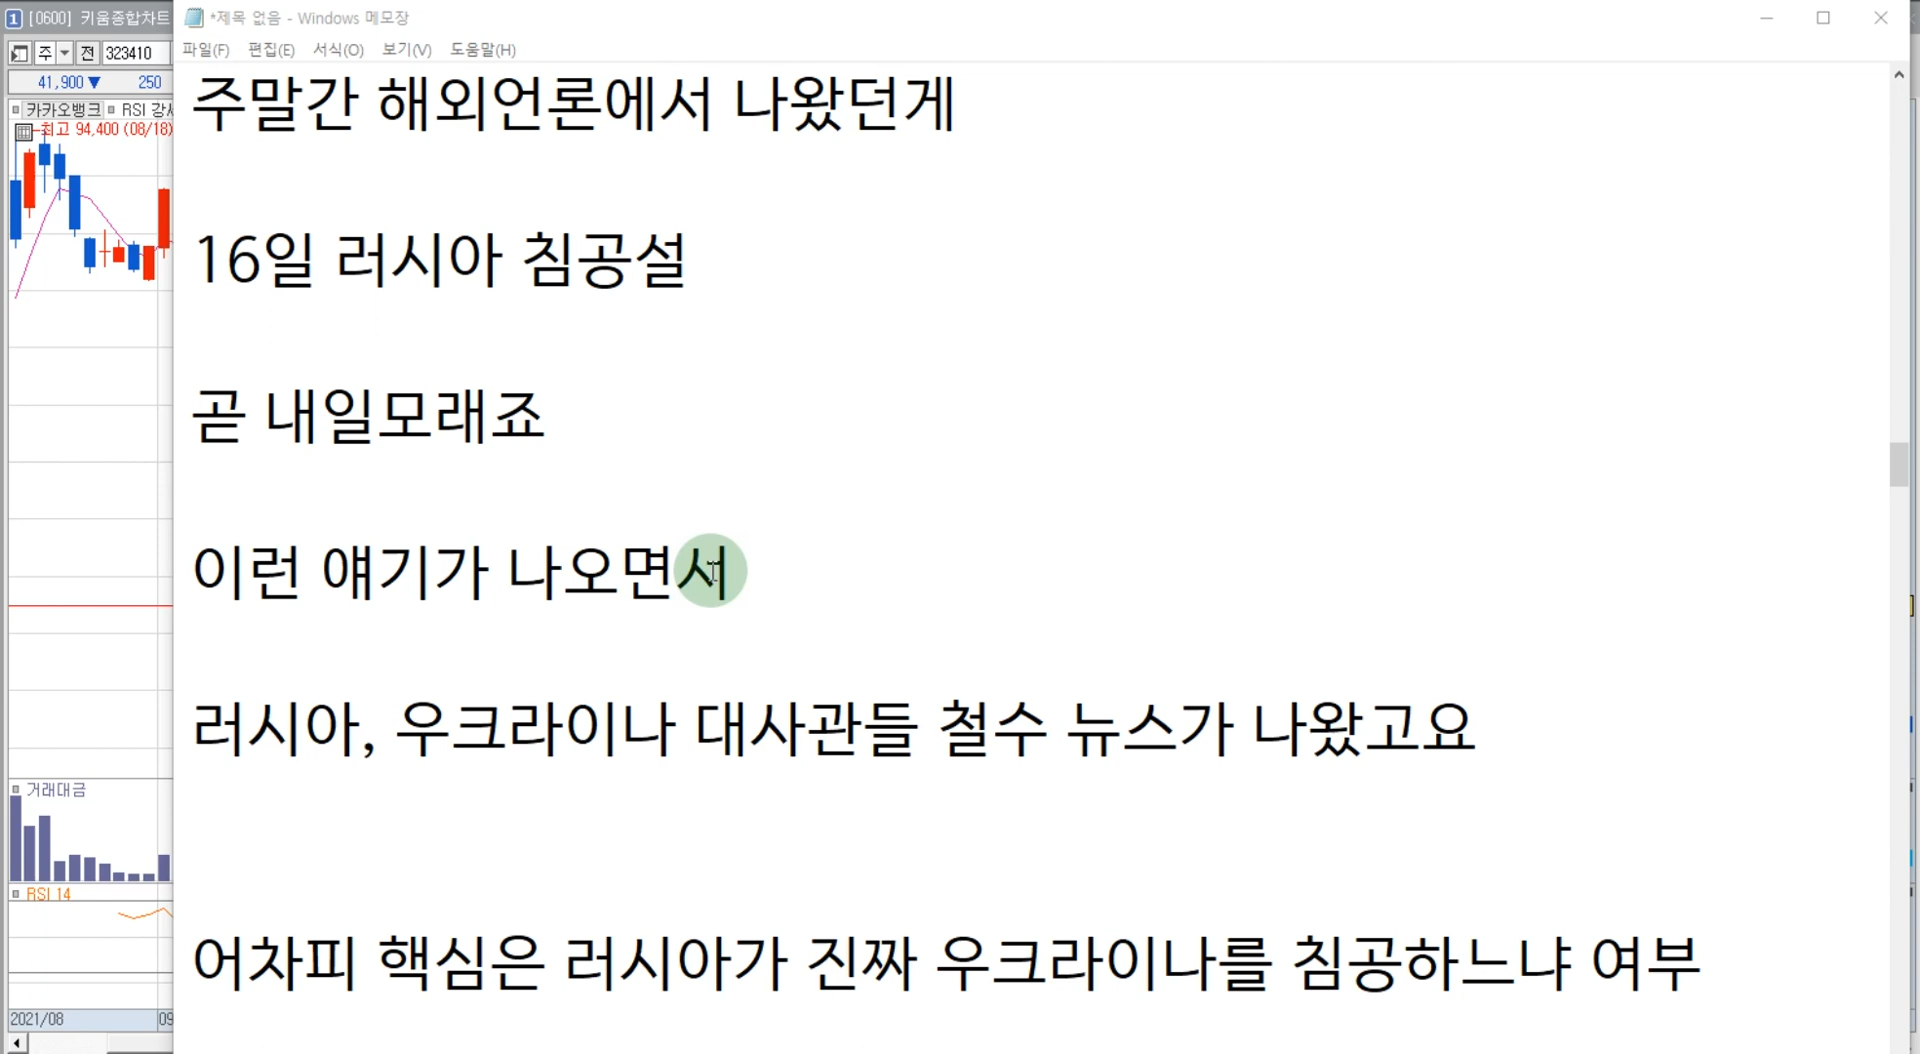 1 [0600] 키움종합차트
*제목 없음 - Windows 메모장
주 전 323410
파일(F) 편집(E) 서식(O) 보기(V) 도움말(H)
41,900▼ 250
카카오뱅크 RSI
최고 94,400 (08/18)
주말간 해외언론에서 나왔던게
16일 러시아 침공설
곧 내일모래죠
이런 얘기가 나오면서
러시아, 우크라이나 대사관들 철수 뉴스가 나왔고요
거래대금
RSI 14
어차피 핵심은 러시아가 진짜 우크라이나를 침공하느냐 여부
2021/08 09